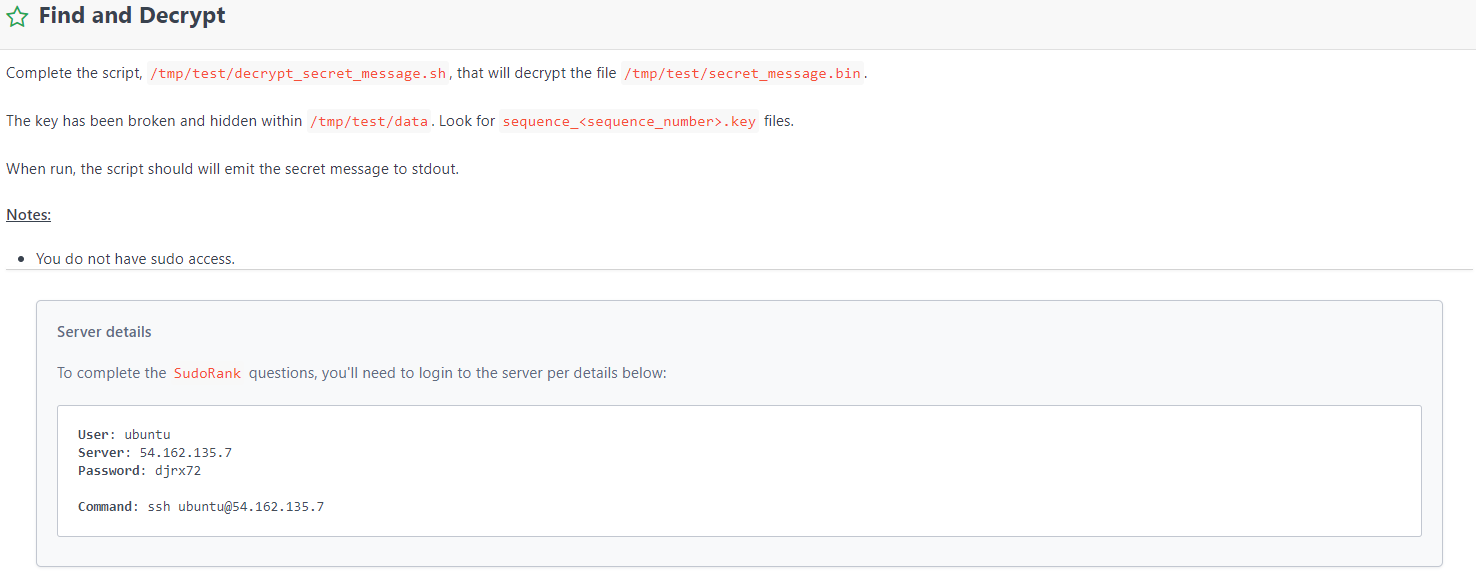 Find and Decrypt
Complete the script, /tmp/test/decrypt_secret_message.sh, that will decrypt the file /tmp/test/secret_message.bin.
The key has been broken and hidden within /tmp/test/data. Look for sequence_<sequence_number>.key files.
When run, the script should will emit the secret message to stdout.
Notes:
• You do not have sudo access.
Server details
To complete the SudoRank questions, you'll need to login to the server per details below:
User: ubuntu
Server: 54.162.135.7
Password: djrx72
Command: ssh ubuntu@54.162.135.7